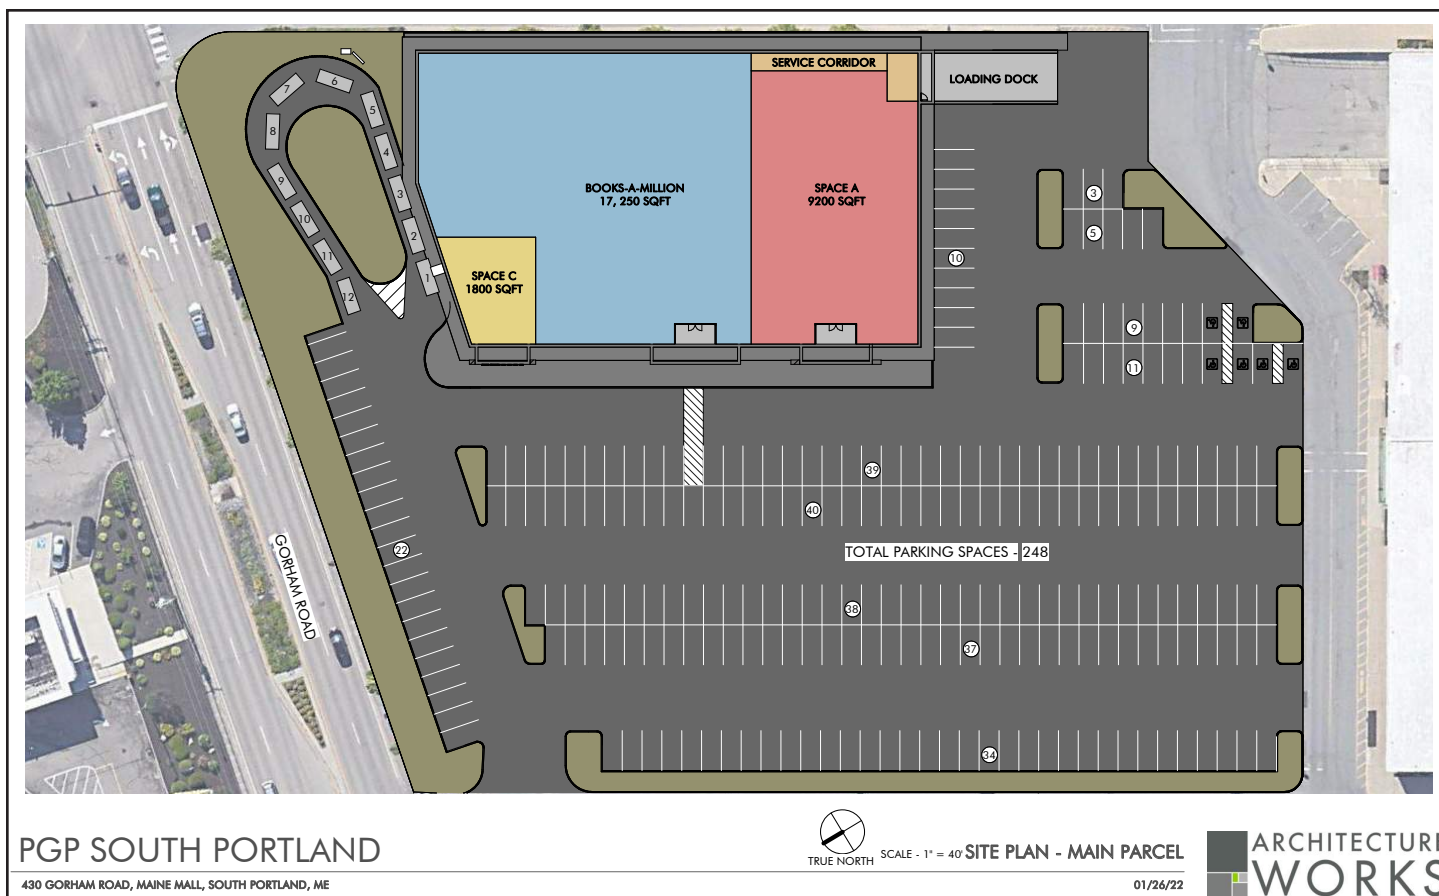 SERVICE CORRIDOR
LOADING DOCK
BOOKS-A-MILLION
17, 250 SQFT
SPACE A
9200 SQFT
SPACE C
1800 SQFT
1
2
3
4
5
6
7
8
9
10
11
12
10
3
5
9
11
39
40
22
TOTAL PARKING SPACES - 248
GORHAM ROAD
38
37
34
PGP SOUTH PORTLAND
430 GORHAM ROAD, MAINE MALL, SOUTH PORTLAND, ME
TRUE NORTH
SCALE - 1" = 40'
SITE PLAN - MAIN PARCEL
01/26/22
ARCHITECTURE
WORKS